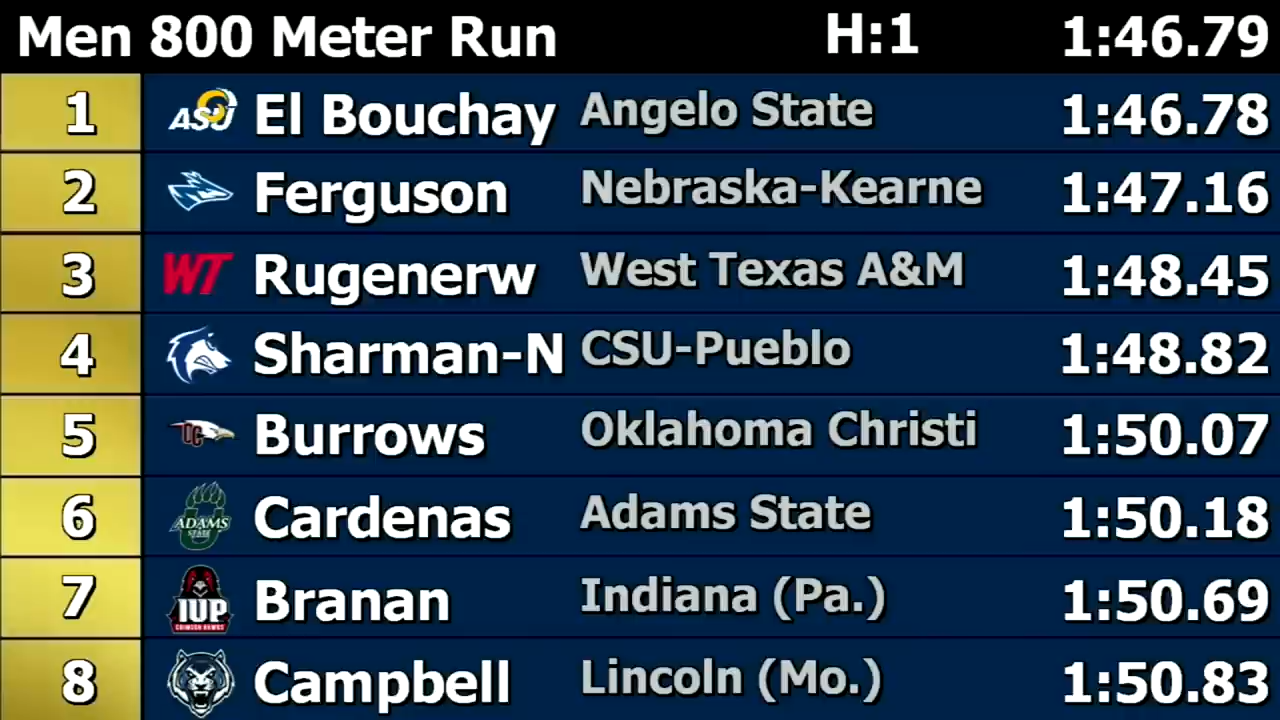 Men 800 Meter Run H:1 1:46.79
1 ASU El Bouchay Angelo State 1:46.78
2 Ferguson Nebraska-Kearne 1:47.16
3 WT Rugenerw West Texas A&M 1:48.45
4 Sharman-N CSU-Pueblo 1:48.82
5 OC Burrows Oklahoma Christi 1:50.07
6 ADAMS STATE Cardenas Adams State 1:50.18
7 IUP CRIMSON HAWKS Branan Indiana (Pa.) 1:50.69
8 Campbell Lincoln (Mo.) 1:50.83